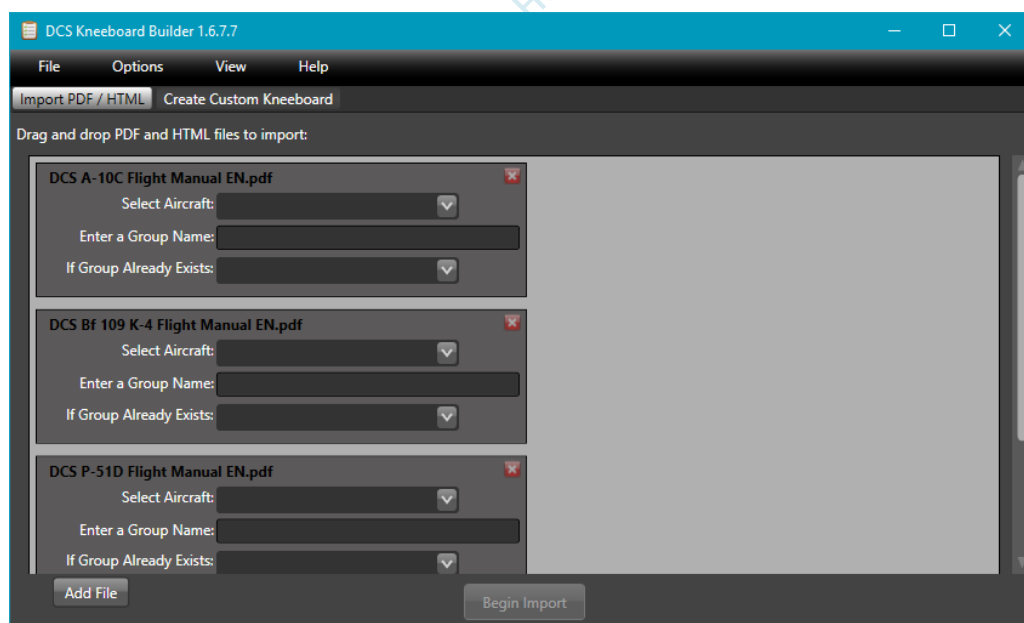 DCS Kneeboard Builder 1.6.7.7
File Options View Help
Import PDF / HTML Create Custom Kneeboard
Drag and drop PDF and HTML files to import:
DCS A-10C Flight Manual EN.pdf
Select Aircraft:
Enter a Group Name:
If Group Already Exists:
DCS Bf 109 K-4 Flight Manual EN.pdf
Select Aircraft:
Enter a Group Name:
If Group Already Exists:
DCS P-51D Flight Manual EN.pdf
Select Aircraft:
Enter a Group Name:
If Group Already Exists:
Add File
Begin Import